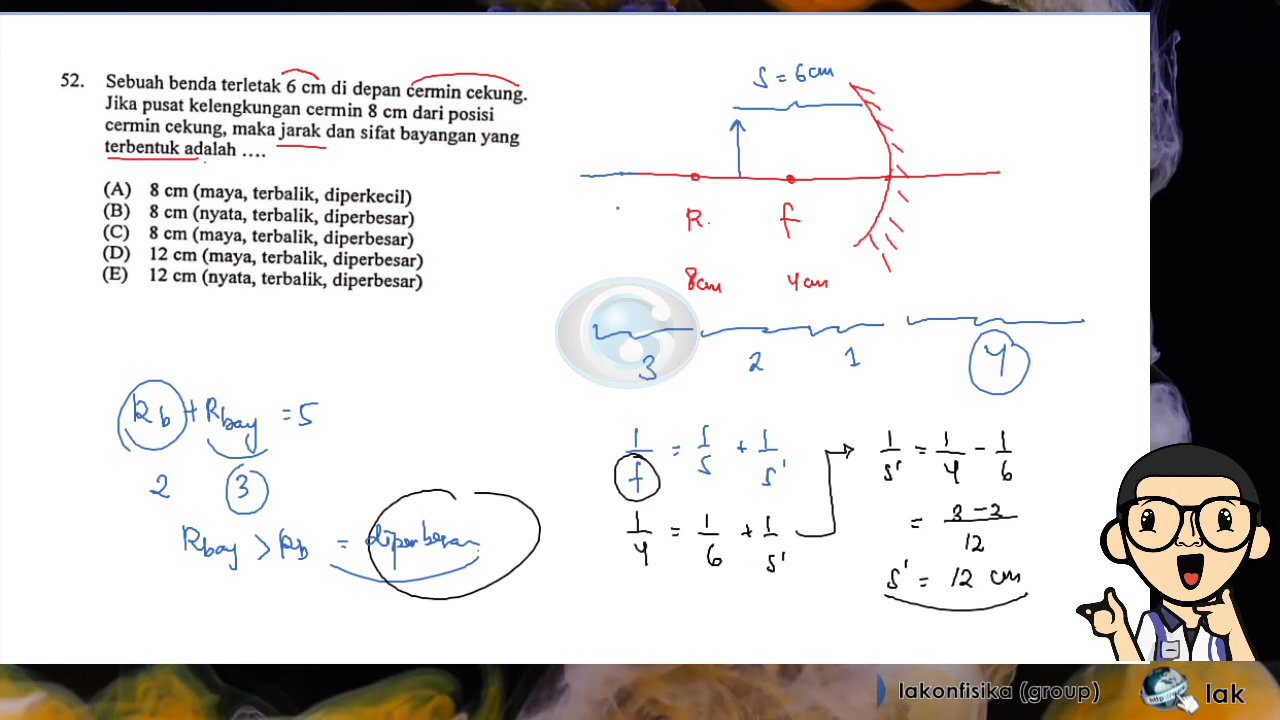 52. Sebuah benda terletak 6 cm di depan cermin cekung.
Jika pusat kelengkungan cermin 8 cm dari posisi
cermin cekung, maka jarak dan sifat bayangan yang
terbentuk adalah ....
(A) 8 cm (maya, terbalik, diperkecil)
(B) 8 cm (nyata, terbalik, diperbesar)
(C) 8 cm (maya, terbalik, diperbesar)
(D) 12 cm (maya, terbalik, diperbesar)
(E) 12 cm (nyata, terbalik, diperbesar)
S = 6cm
R. f
8cm 4cm
3 2 1 4
Rb + Rbay = 5
2 3
Rbay > Rb = diperbesar
1/f = 1/s + 1/s'
1/4 = 1/6 + 1/s'
1/s' = 1/4 - 1/6
= 3-2/12
s' = 12 cm
lakonfisika (group)
http://
lak